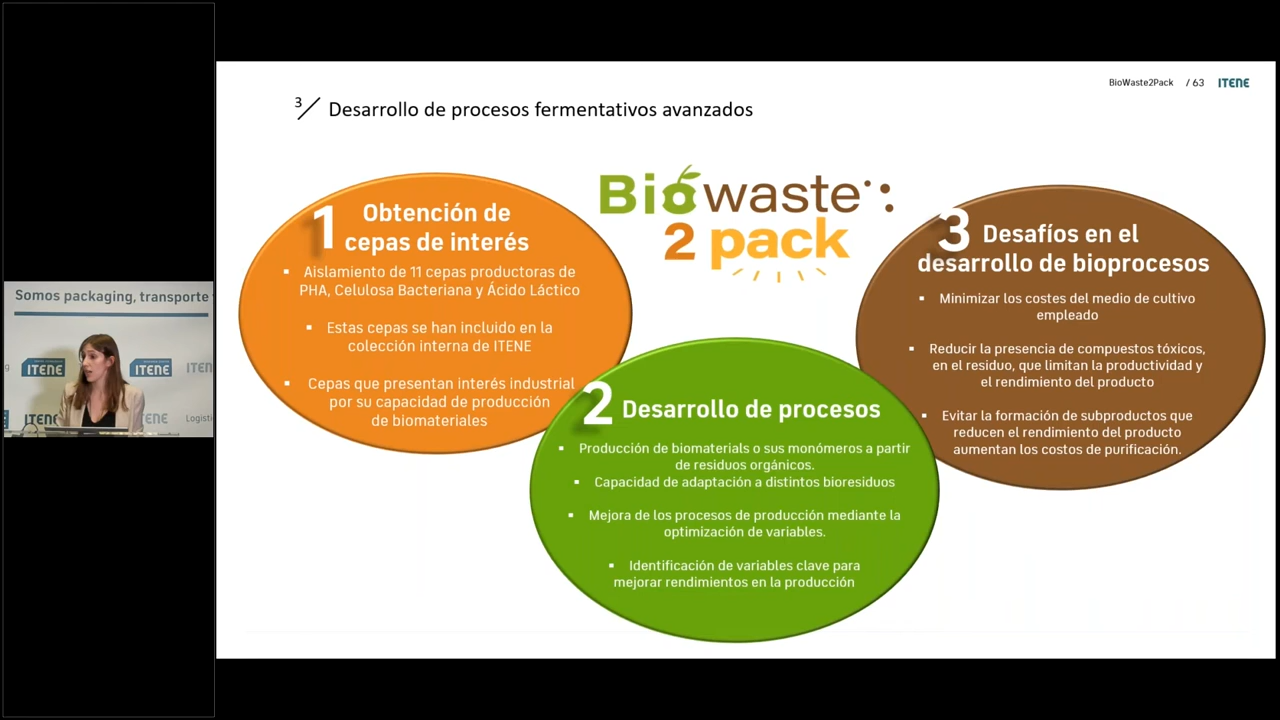 Somos packaging, transporte
ITENE
ITENE
ITENE
ITENE
ITENE
Logist
BioWaste2Pack / 63 ITENE
3/ Desarrollo de procesos fermentativos avanzados
Biowaste
2 pack
1 Obtención de
cepas de interés
▪ Aislamiento de 11 cepas productoras de
PHA, Celulosa Bacteriana y Ácido Láctico
▪ Estas cepas se han incluido en la
colección interna de ITENE
▪ Cepas que presentan interés industrial
por su capacidad de producción
de biomateriales
2 Desarrollo de procesos
▪ Producción de biomaterials o sus monómeros a partir
de residuos orgánicos.
▪ Capacidad de adaptación a distintos bioresiduos
▪ Mejora de los procesos de producción mediante la
optimización de variables.
▪ Identificación de variables clave para
mejorar rendimientos en la producción
3 Desafíos en el
desarrollo de bioprocesos
▪ Minimizar los costes del medio de cultivo
empleado
▪ Reducir la presencia de compuestos tóxicos,
en el residuo, que limitan la productividad y
el rendimiento del producto
▪ Evitar la formación de subproductos que
reducen el rendimiento del producto
aumentan los costos de purificación.